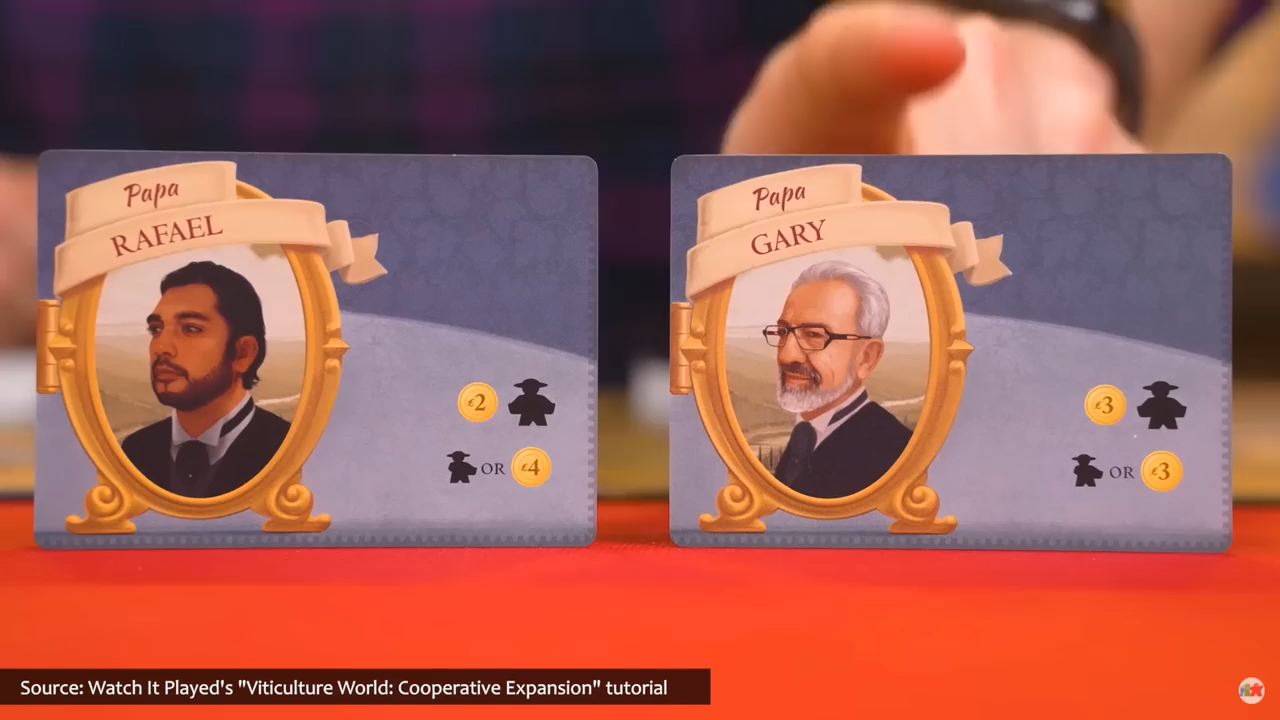 Papa
RAFAEL
£2
OR £4
Papa
GARY
£3
OR £3
Source: Watch It Played's "Viticulture World: Cooperative Expansion" tutorial